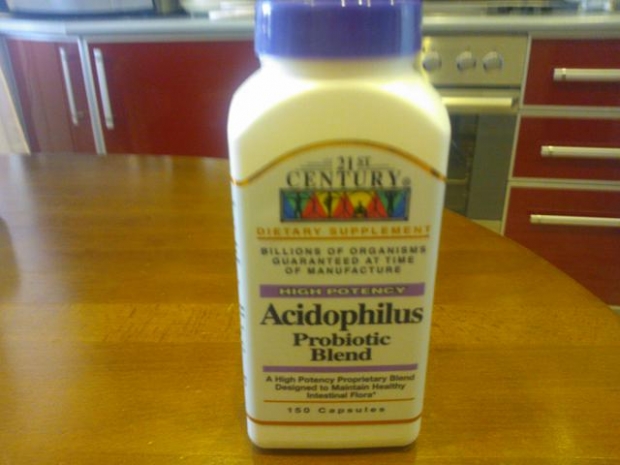 21ST
CENTURY®
DIETARY SUPPLEMENT
BILLIONS OF ORGANISMS
GUARANTEED AT TIME
OF MANUFACTURE
HIGH POTENCY
Acidophilus
Probiotic
Blend
A High Potency Proprietary Blend
Designed to Maintain Healthy
Intestinal Flora*
150 Capsules